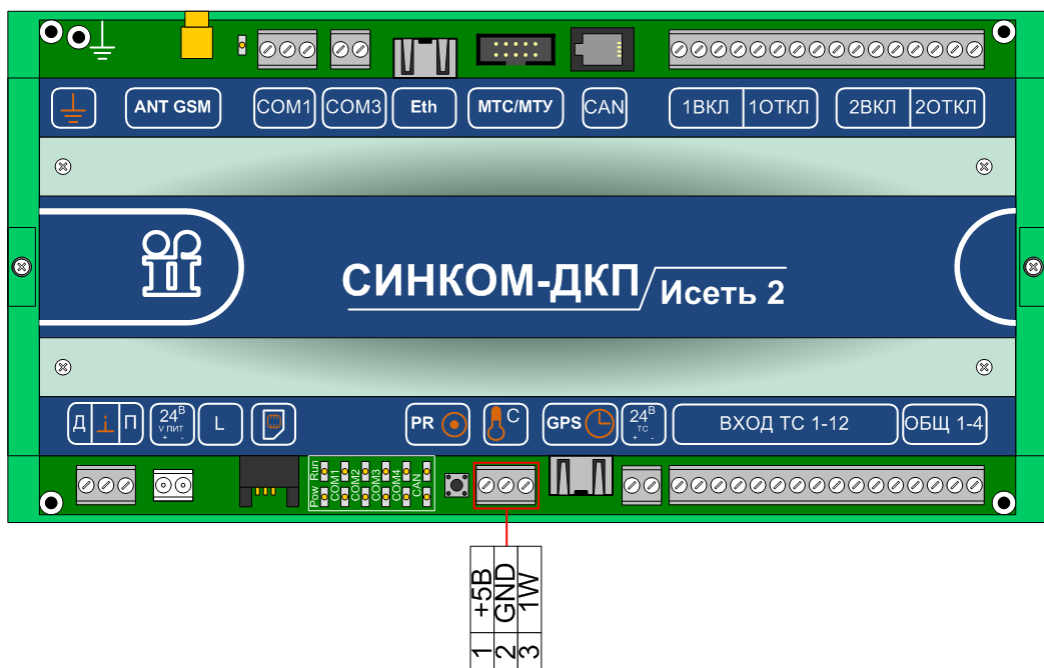 ANT GSM COM1 COM3 Eth МТС/МТУ CAN 1ВКЛ 1ОТКЛ 2ВКЛ 2ОТКЛ
СИНКОМ-ДКП/Исеть 2
Д П 24В V ПИТ + - L PR C GPS 24В ТС + - ВХОД ТС 1-12 ОБЩ 1-4
Pow Run COM1 COM2 COM3 COM4 CAN
1 +5В
2 GND
3 1W